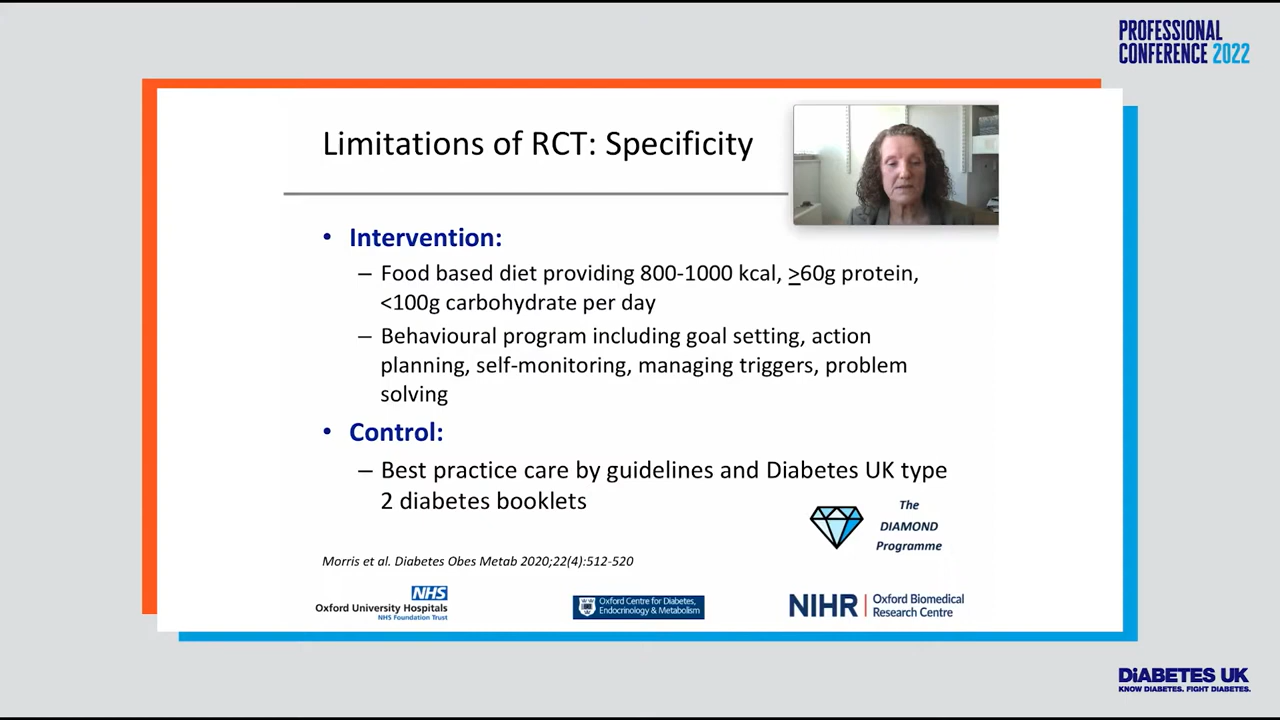 PROFESSIONAL
CONFERENCE 2022
Limitations of RCT: Specificity
• Intervention:
– Food based diet providing 800-1000 kcal, ≥60g protein,
<100g carbohydrate per day
– Behavioural program including goal setting, action
planning, self-monitoring, managing triggers, problem
solving
• Control:
– Best practice care by guidelines and Diabetes UK type
2 diabetes booklets
The
DIAMOND
Programme
Morris et al. Diabetes Obes Metab 2020;22(4):512-520
NHS
Oxford University Hospitals
NHS Foundation Trust
Oxford Centre for Diabetes,
Endocrinology & Metabolism
NIHR | Oxford Biomedical
Research Centre
DiABETES UK
KNOW DIABETES. FIGHT DIABETES.